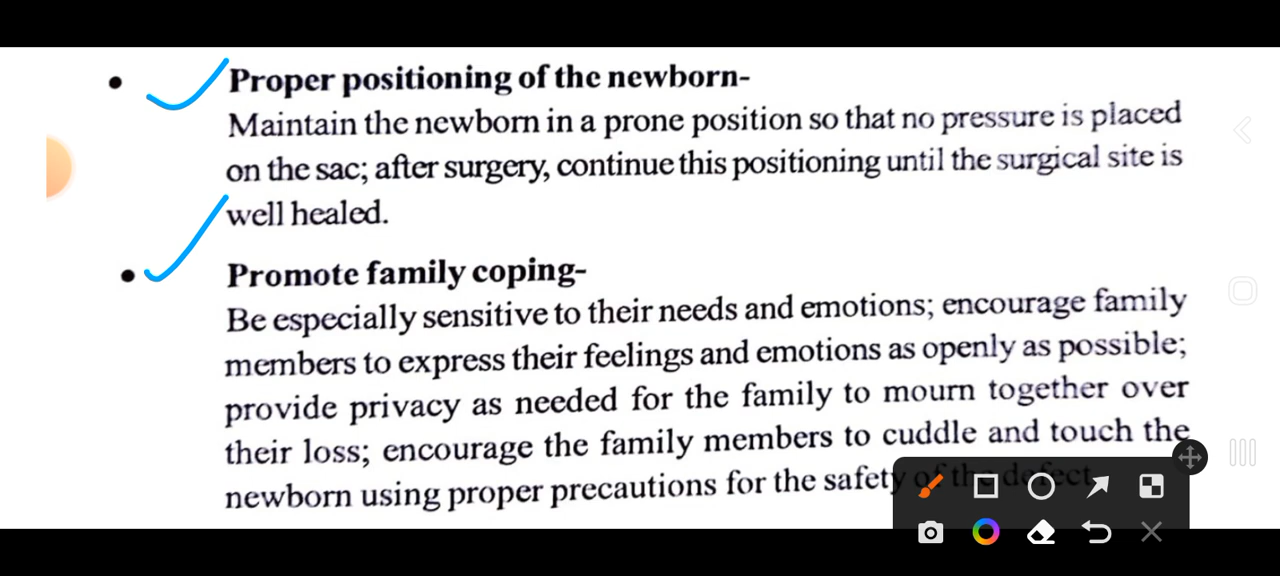 Proper positioning of the newborn-
Maintain the newborn in a prone position so that no pressure is placed
on the sac; after surgery, continue this positioning until the surgical site is
well healed.
Promote family coping-
Be especially sensitive to their needs and emotions; encourage family
members to express their feelings and emotions as openly as possible;
provide privacy as needed for the family to mourn together over
their loss; encourage the family members to cuddle and touch the
newborn using proper precautions for the safety of the defect